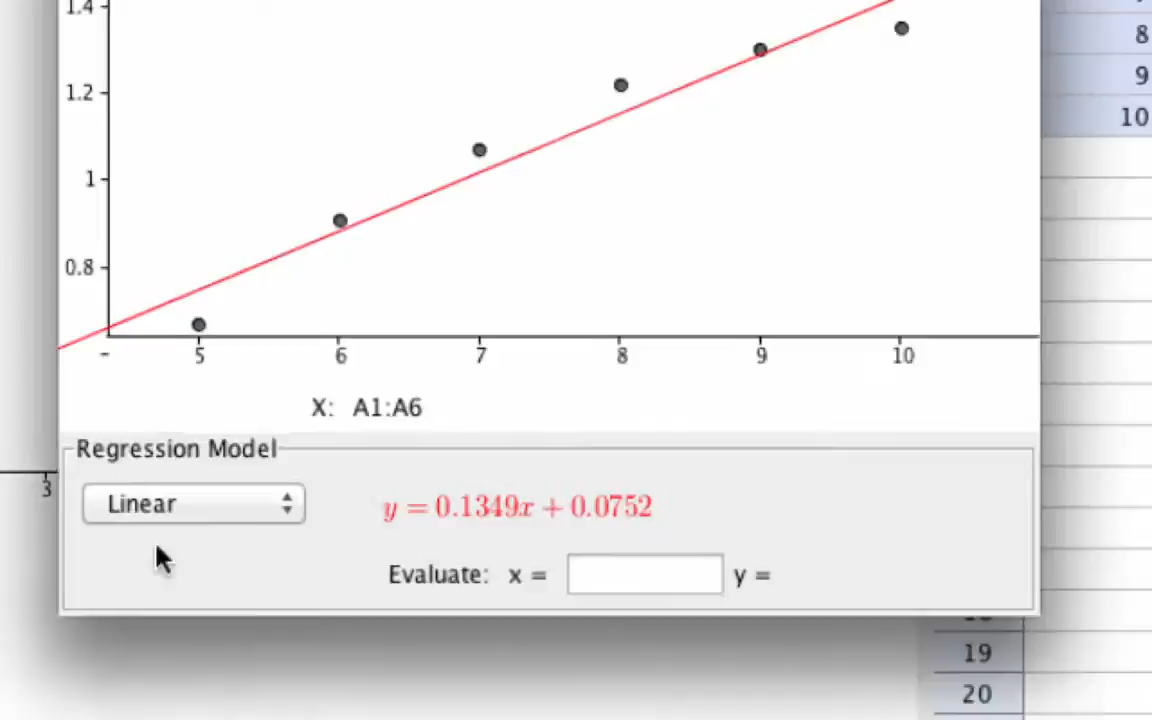 1.4
8
9
1.2
10
1
0.8
5 6 7 8 9 10
X: A1:A6
Regression Model
3
Linear
y = 0.1349x + 0.0752
Evaluate: x = y =
19
20